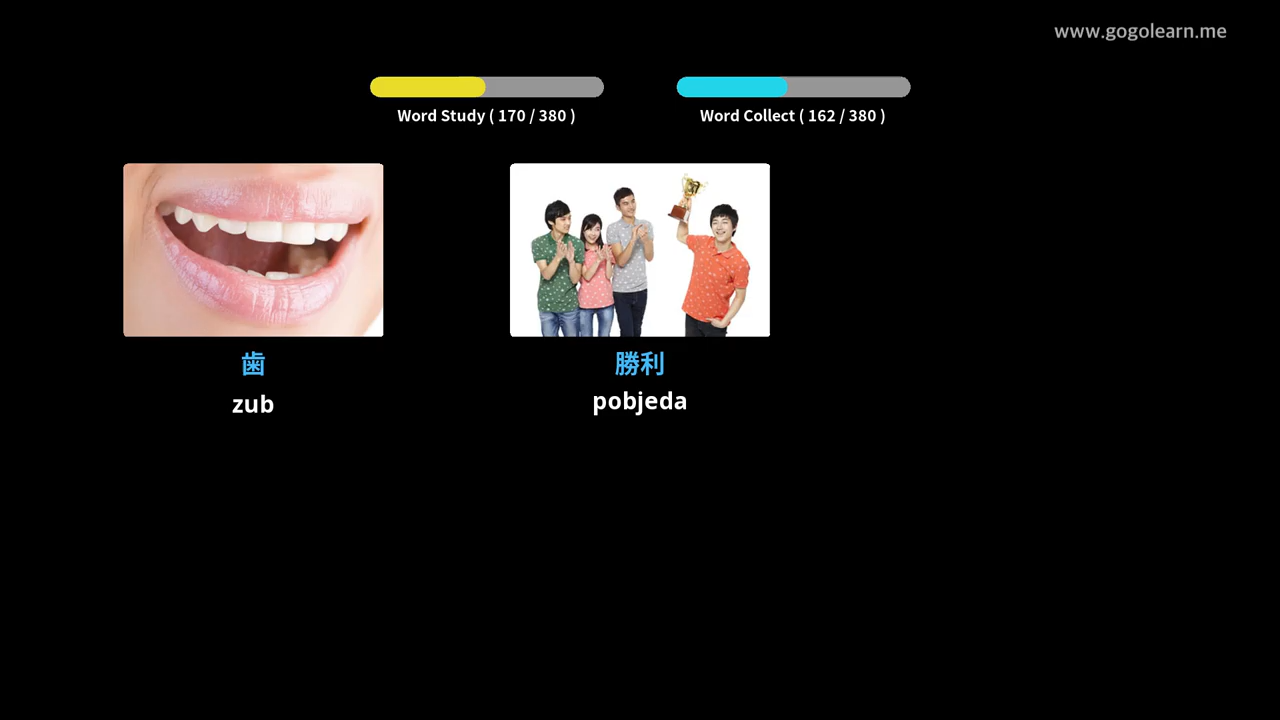 www.gogolearn.me
Word Study ( 170 / 380 )
Word Collect ( 162 / 380 )
歯
zub
勝利
pobjeda